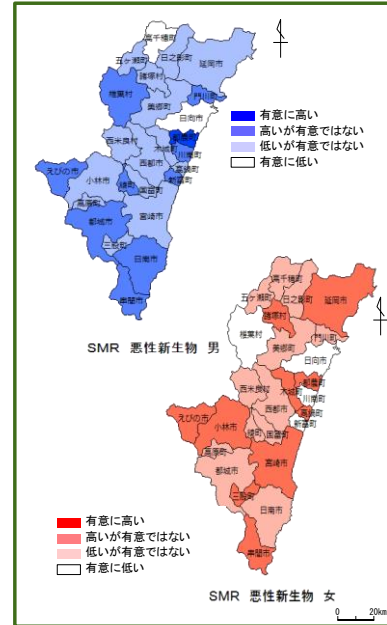 高千穂町
五ヶ瀬町
日之影町
延岡市
諸塚村
椎葉村
門川町
美郷町
日向市
西米良村
木城町
都農町
川南町
西都市
高鍋町
えびの市
小林市
綾町
国富町
新富町
高原町
宮崎市
都城市
三股町
日南市
串間市
有意に高い
高いが有意ではない
低いが有意ではない
有意に低い
SMR 悪性新生物 男
高千穂町
五ヶ瀬町
日之影町
延岡市
諸塚村
椎葉村
門川町
美郷町
日向市
西米良村
木城町
都農町
川南町
西都市
高鍋町
えびの市
小林市
綾町
国富町
新富町
高原町
宮崎市
都城市
三股町
日南市
串間市
有意に高い
高いが有意ではない
低いが有意ではない
有意に低い
SMR 悪性新生物 女
0 20km